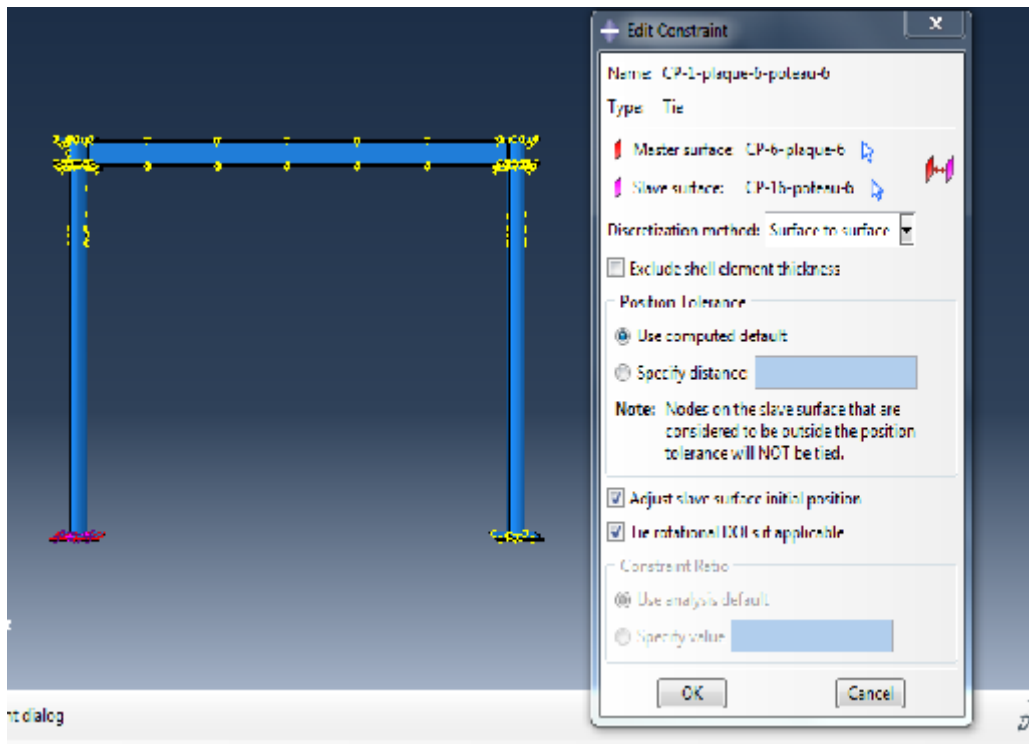 Edit Constraint
x
Name: CP-1-plaque-6-poteau-6
Type: Tie
Master surface: CP-6-plaque-6
Slave surface: CP-16-poteau-6
Discretization method: Surface to surface
Exclude shell element thickness
Position Tolerance
Use computed default
Specify distance:
Note: Nodes on the slave surface that are
considered to be outside the position
tolerance will NOT be tied.
Adjust slave surface initial position
Tie rotational DOFs if applicable
Constraint Ratio
Use analysis default
Specify value
OK Cancel
nt dialog